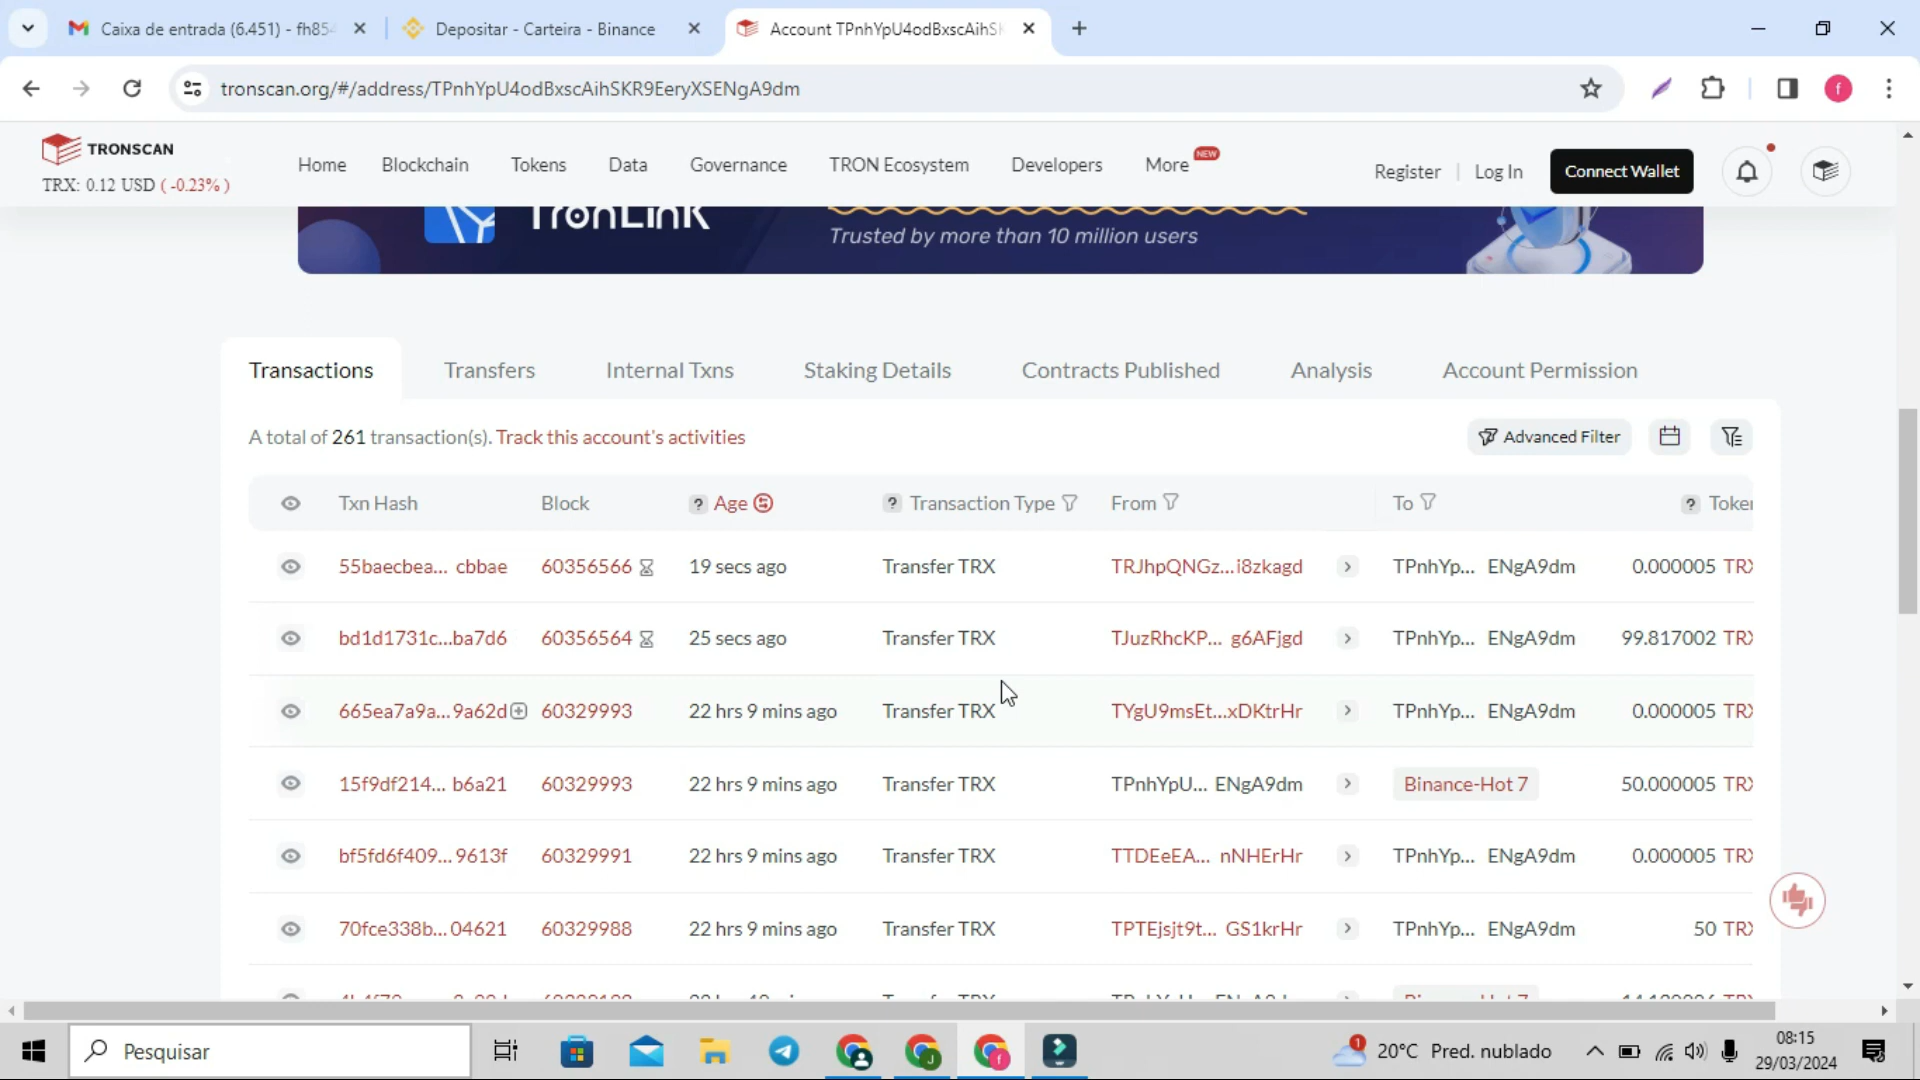 Caixa de entrada (6.451) - fh85
Depositar - Carteira - Binance
Account TPnhYpU4odBxscAihSK
tronscan.org/#/address/TPnhYpU4odBxscAihSKR9EeryXSENgA9dm
f
TRONSCAN
TRX: 0.12 USD ( -0.23% )
Home Blockchain Tokens Data Governance TRON Ecosystem Developers More NEW
Register | Log In Connect Wallet
TronLink
Trusted by more than 10 million users
Transactions Transfers Internal Txns Staking Details Contracts Published Analysis Account Permission
A total of 261 transaction(s). Track this account's activities
Advanced Filter
Txn Hash Block ? Age ? Transaction Type From To ? Token
55baecbea... cbbae 60356566 19 secs ago Transfer TRX TRJhpQNGz...i8zkagd TPnhYp... ENgA9dm 0.000005 TRX
bd1d1731c...ba7d6 60356564 25 secs ago Transfer TRX TJuzRhcKP... g6AFjgd TPnhYp... ENgA9dm 99.817002 TRX
665ea7a9a...9a62d 60329993 22 hrs 9 mins ago Transfer TRX TYgU9msEt...xDKtrHr TPnhYp... ENgA9dm 0.000005 TRX
15f9df214... b6a21 60329993 22 hrs 9 mins ago Transfer TRX TPnhYpU... ENgA9dm Binance-Hot 7 50.000005 TRX
bf5fd6f409... 9613f 60329991 22 hrs 9 mins ago Transfer TRX TTDEeEA... nNHErHr TPnhYp... ENgA9dm 0.000005 TRX
70fce338b... 04621 60329988 22 hrs 9 mins ago Transfer TRX TPTEjsjt9t... GS1krHr TPnhYp... ENgA9dm 50 TRX
Pesquisar
J
f
1
20°C Pred. nublado
08:15
29/03/2024